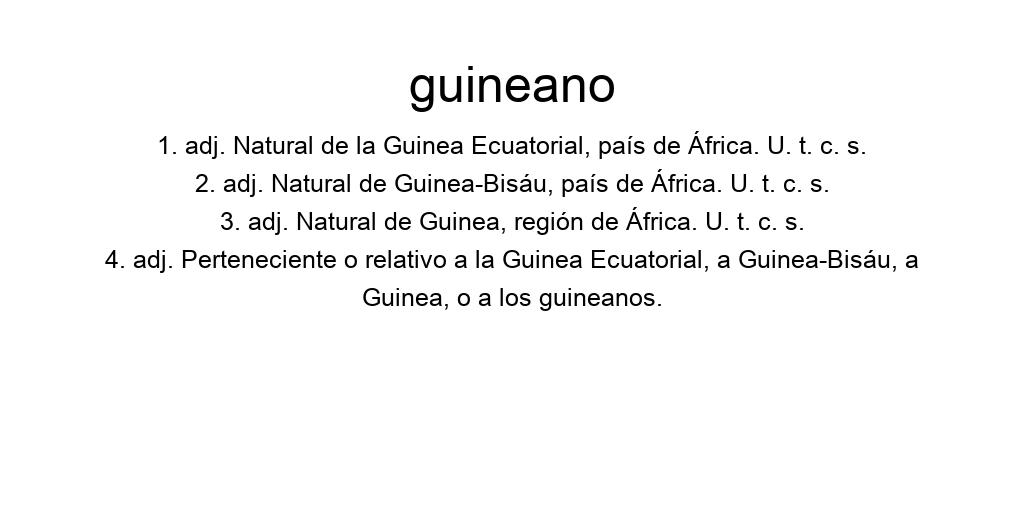 guineano
1. adj. Natural de la Guinea Ecuatorial, país de África. U. t. c. s.
2. adj. Natural de Guinea-Bisáu, país de África. U. t. c. s.
3. adj. Natural de Guinea, región de África. U. t. c. s.
4. adj. Perteneciente o relativo a la Guinea Ecuatorial, a Guinea-Bisáu, a
Guinea, o a los guineanos.